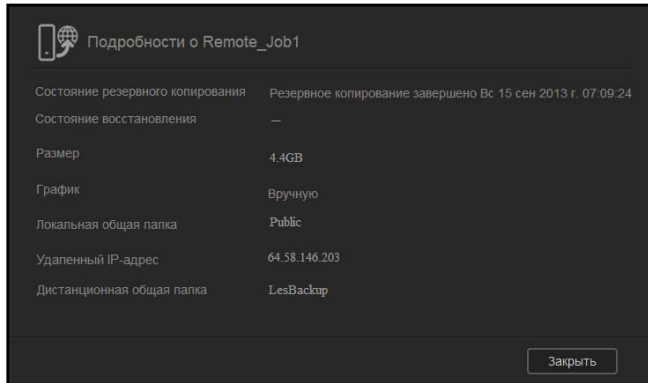 Подробности о Remote_Job1
Состояние резервного копирования Резервное копирование завершено Вс 15 сен 2013 г. 07:09:24
Состояние восстановления —
Размер 4.4GB
График Вручную
Локальная общая папка Public
Удаленный IP-адрес 64.58.146.203
Дистанционная общая папка LesBackup
Закрыть